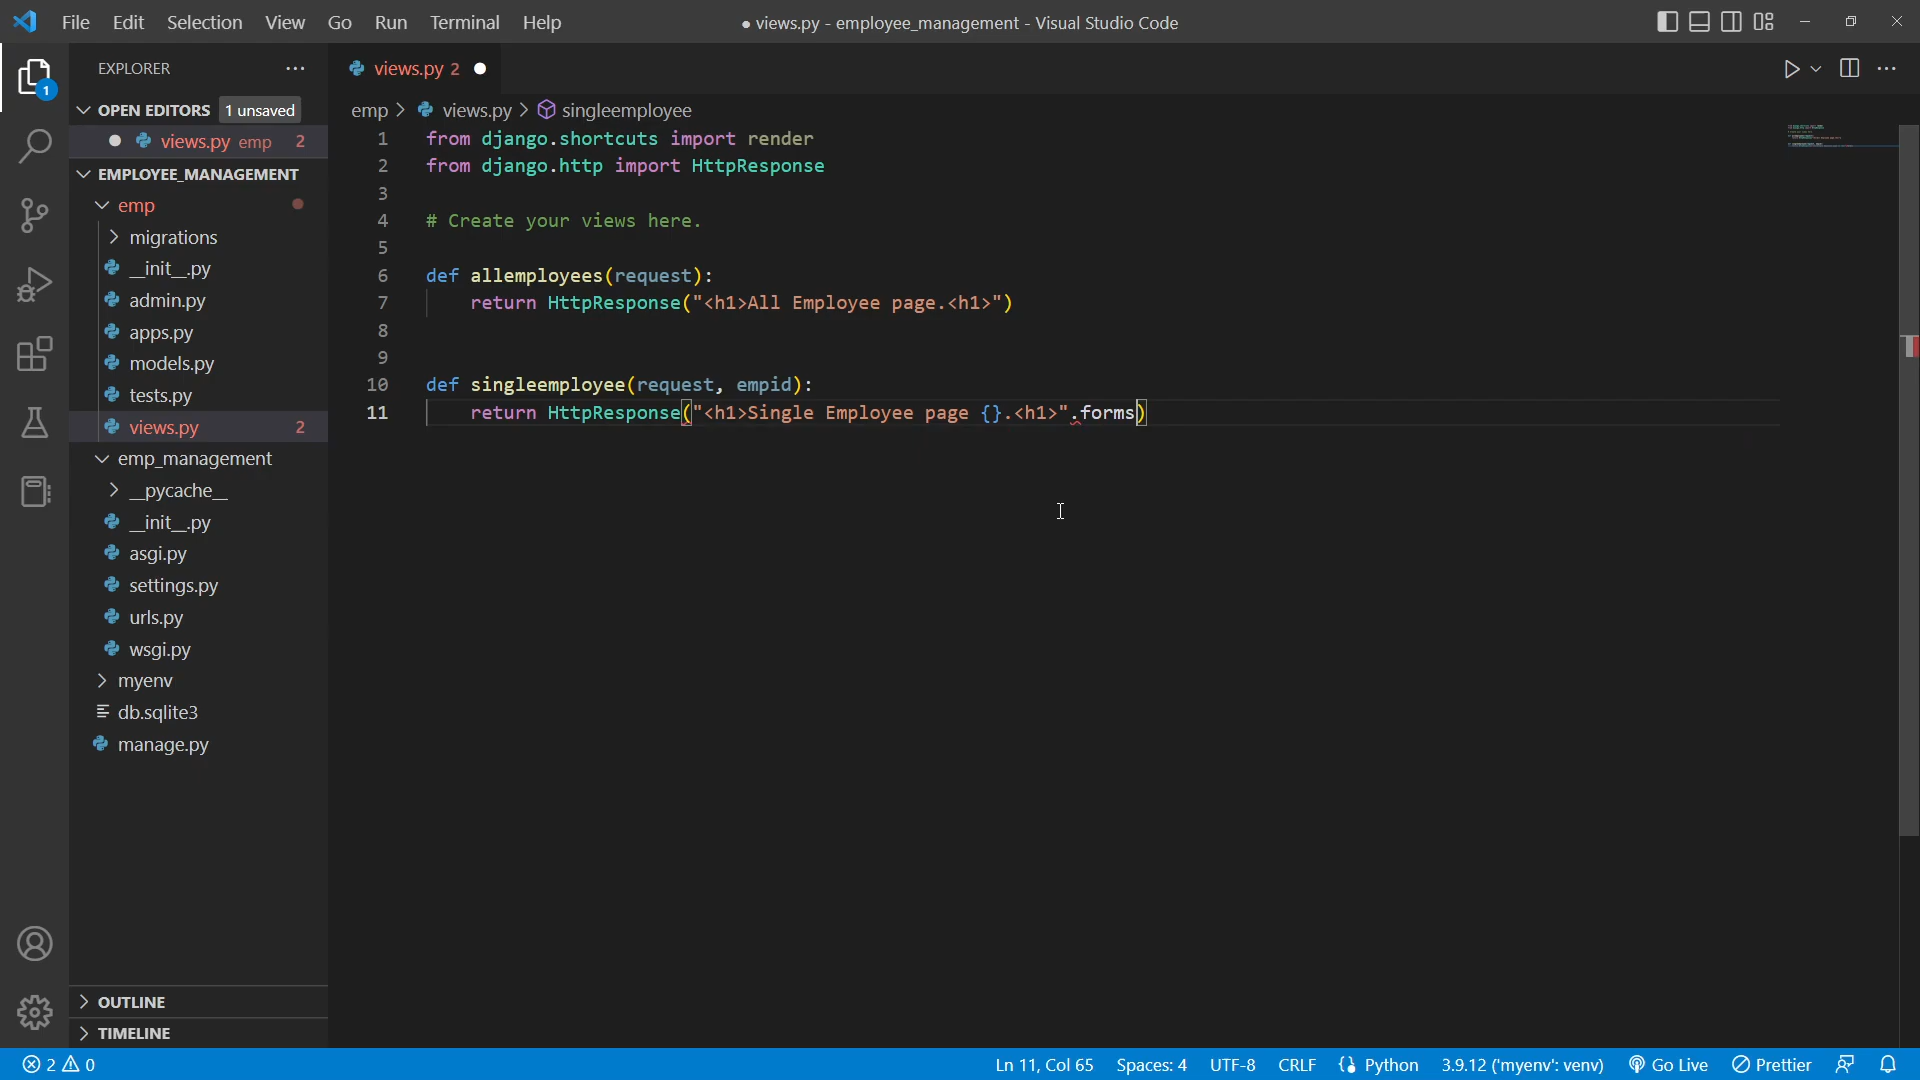 File Edit Selection View Go Run Terminal Help
● views.py - employee_management - Visual Studio Code
EXPLORER
1
OPEN EDITORS 1 unsaved
views.py emp 2
EMPLOYEE_MANAGEMENT
emp
migrations
__init__.py
admin.py
apps.py
models.py
tests.py
views.py 2
emp_management
__pycache__
__init__.py
asgi.py
settings.py
urls.py
wsgi.py
myenv
db.sqlite3
manage.py
OUTLINE
TIMELINE
views.py 2
emp > views.py > singleemployee
1 from django.shortcuts import render
2 from django.http import HttpResponse
3
4 # Create your views here.
5
6 def allemployees(request):
7 return HttpResponse("<h1>All Employee page.<h1>")
8
9
10 def singleemployee(request, empid):
11 return HttpResponse("<h1>Single Employee page {}.<h1>".forms)
2 0
Ln 11, Col 65 Spaces: 4 UTF-8 CRLF Python 3.9.12 ('myenv': venv) Go Live Prettier